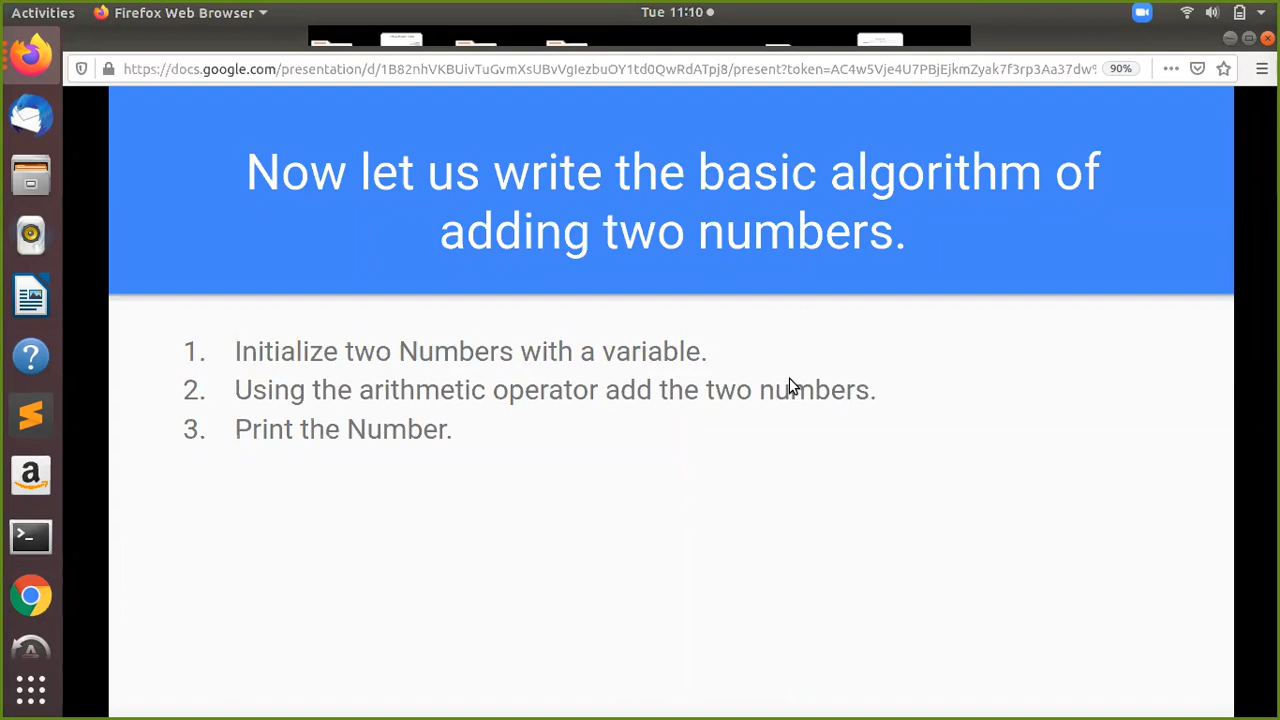 Activities Firefox Web Browser Tue 11:10
https://docs.google.com/presentation/d/1B82nhVKBUivTuGvmXsUBvVgIezbuOY1td0QwRdATpj8/present?token=AC4w5Vje4U7PBjEjkmZyak7f3rp3Aa37dw 90%
Now let us write the basic algorithm of
adding two numbers.
1. Initialize two Numbers with a variable.
2. Using the arithmetic operator add the two numbers.
3. Print the Number.